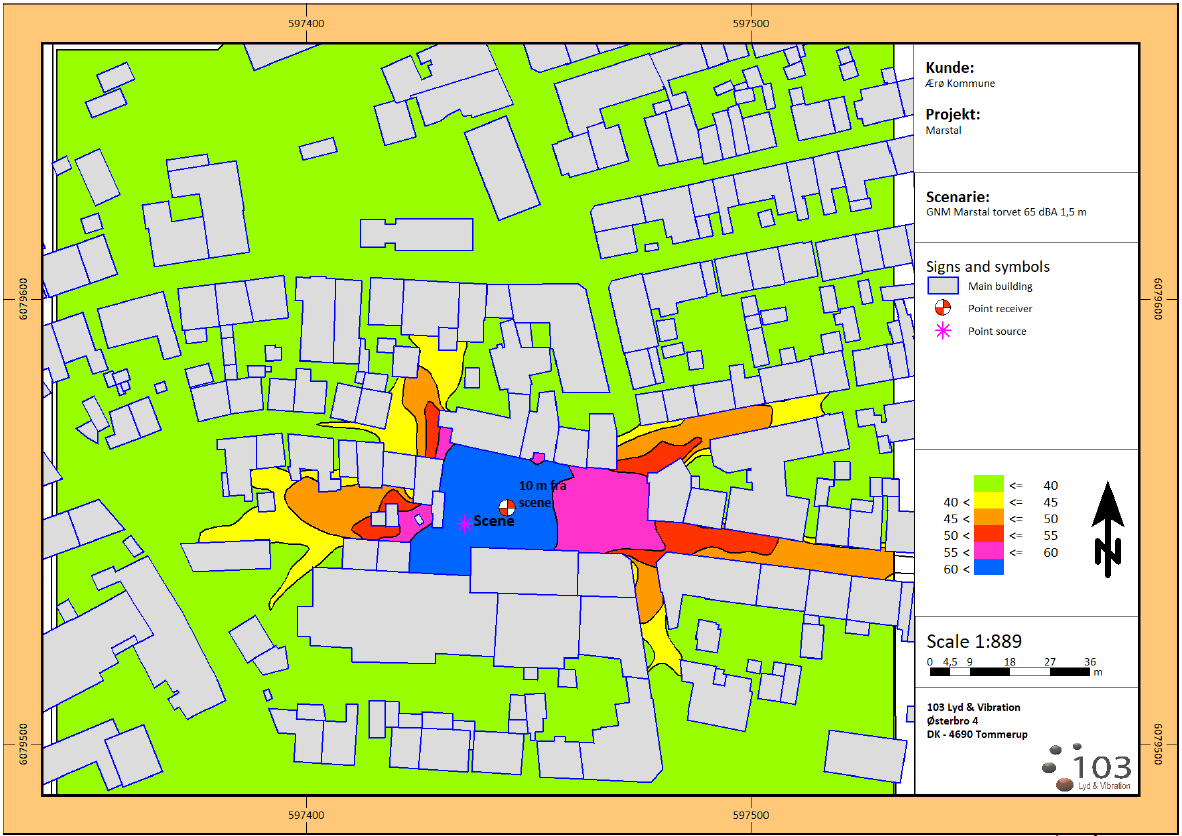 597400
597500
Kunde:
Ærø Kommune
Projekt:
Marstal
Scenarie:
GNM Marstal torvet 65 dBA 1,5 m
Signs and symbols
Main building
Point receiver
Point source
6079600
6079600
10 m fra
scene
Scene
<= 40
40 < <= 45
45 < <= 50
50 < <= 55
55 < <= 60
60 <
N
Scale 1:889
0 4,5 9 18 27 36
m
103 Lyd & Vibration
Østerbro 4
DK - 4690 Tommerup
103
Lyd & Vibration
6079500
6079500
597400
597500